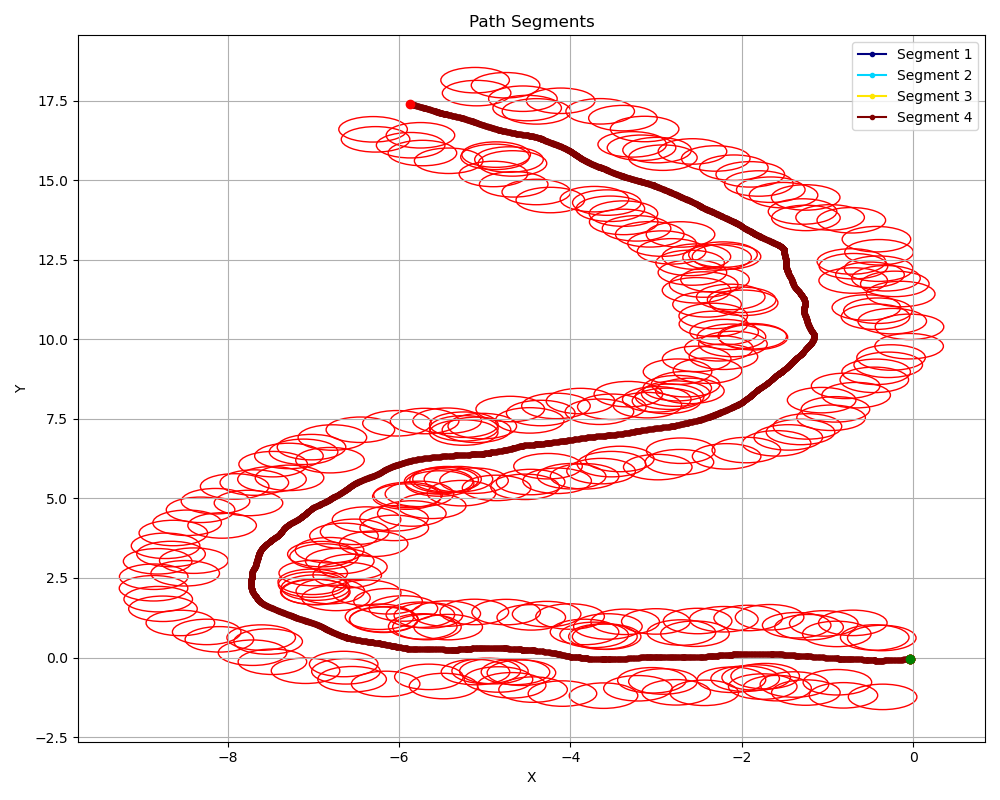 Path Segments
Segment 1
Segment 2
Segment 3
Segment 4
17.5
15.0
12.5
10.0
7.5
5.0
2.5
0.0
−2.5
Y
−8
−6
−4
−2
0
X